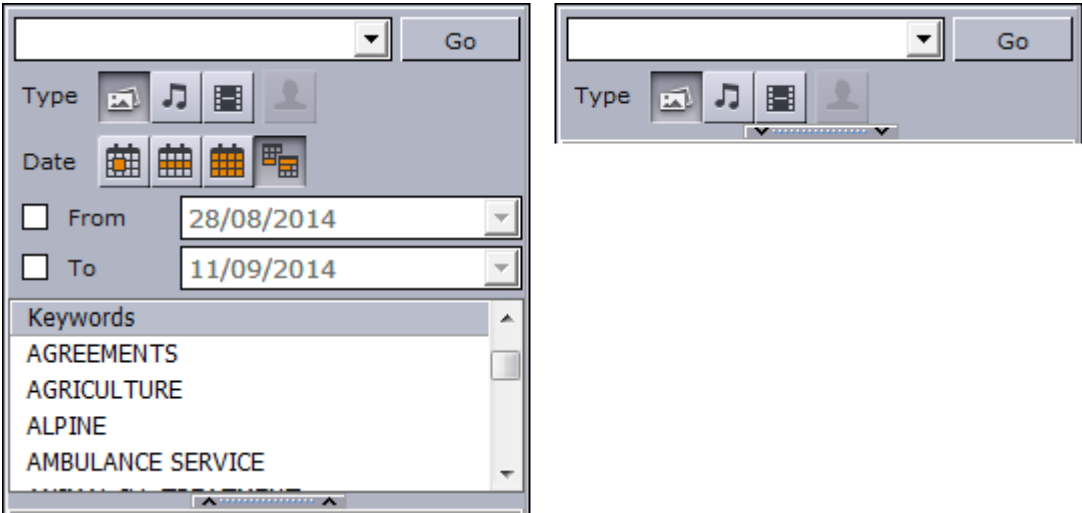 Go
Type
Date
From 28/08/2014
To 11/09/2014
Keywords
AGREEMENTS
AGRICULTURE
ALPINE
AMBULANCE SERVICE
Go
Type